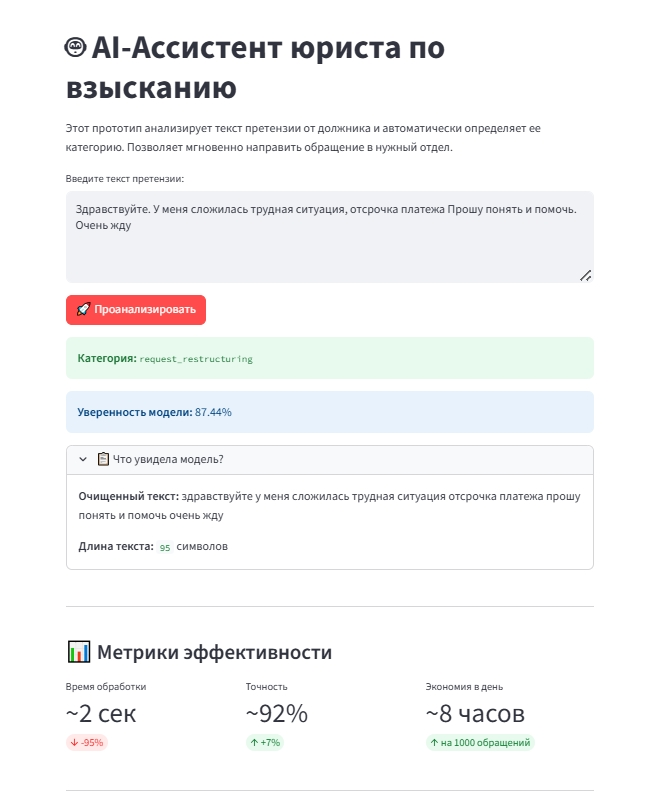 AI-Ассистент юриста по
взысканию
Этот прототип анализирует текст претензии от должника и автоматически определяет ее
категорию. Позволяет мгновенно направить обращение в нужный отдел.
Введите текст претензии:
Здравствуйте. У меня сложилась трудная ситуация, отсрочка платежа Прошу понять и помочь.
Очень жду
🚀 Проанализировать
Категория: request_restructuring
Уверенность модели: 87.44%
📋 Что увидела модель?
Очищенный текст: здравствуйте у меня сложилась трудная ситуация отсрочка платежа прошу
понять и помочь очень жду
Длина текста: 95 символов
📊 Метрики эффективности
Время обработки Точность Экономия в день
~2 сек ~92% ~8 часов
↓ -95% ↑ +7% ↑ на 1000 обращений